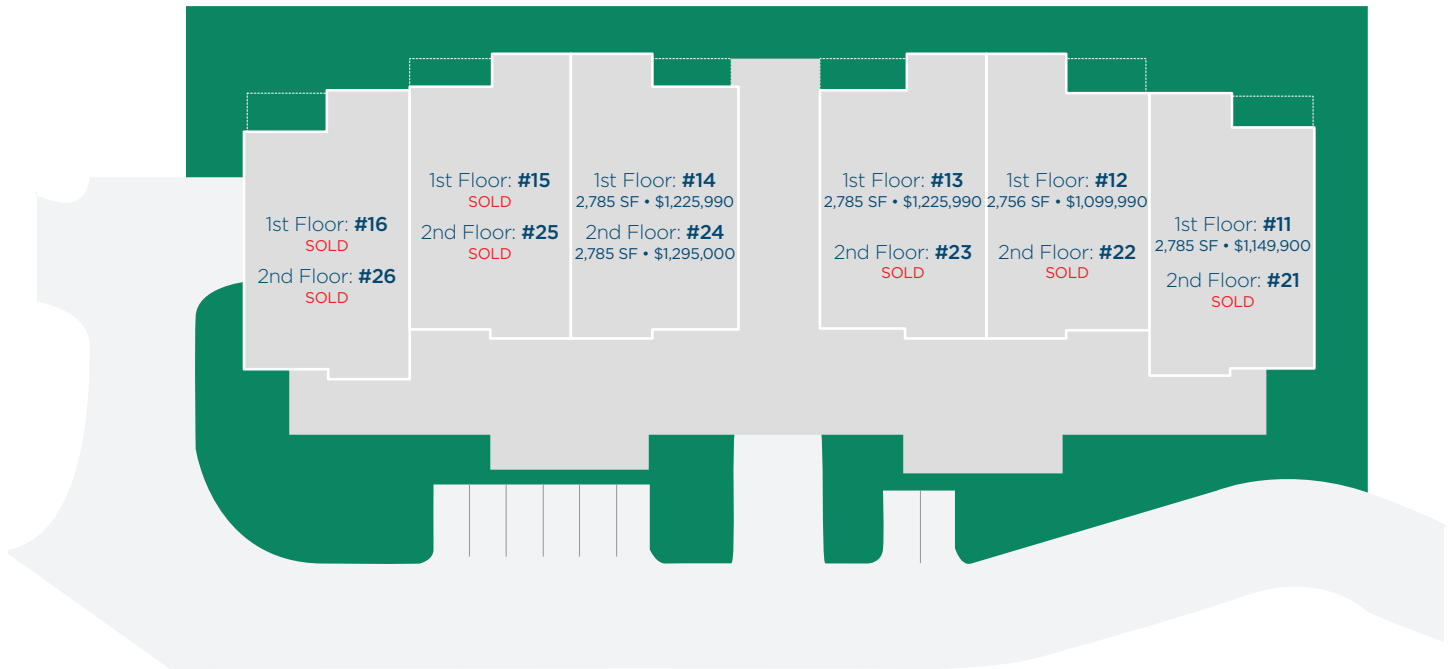 1st Floor: #16
SOLD
2nd Floor: #26
SOLD
1st Floor: #15
SOLD
2nd Floor: #25
SOLD
1st Floor: #14
2,785 SF • $1,225,990
2nd Floor: #24
2,785 SF • $1,295,000
1st Floor: #13
2,785 SF • $1,225,990
2nd Floor: #23
SOLD
1st Floor: #12
2,756 SF • $1,099,990
2nd Floor: #22
SOLD
1st Floor: #11
2,785 SF • $1,149,900
2nd Floor: #21
SOLD